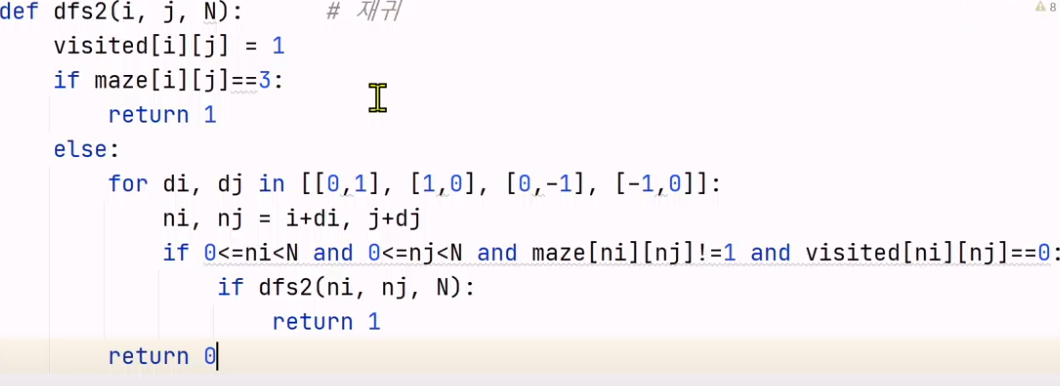 def dfs2(i, j, N):      # 재귀
    visited[i][j] = 1
    if maze[i][j]==3:
        return 1
    else:
        for di, dj in [[0,1], [1,0], [0,-1], [-1,0]]:
            ni, nj = i+di, j+dj
            if 0<=ni<N and 0<=nj<N and maze[ni][nj]!=1 and visited[ni][nj]==0:
                if dfs2(ni, nj, N):
                    return 1
        return 0
8